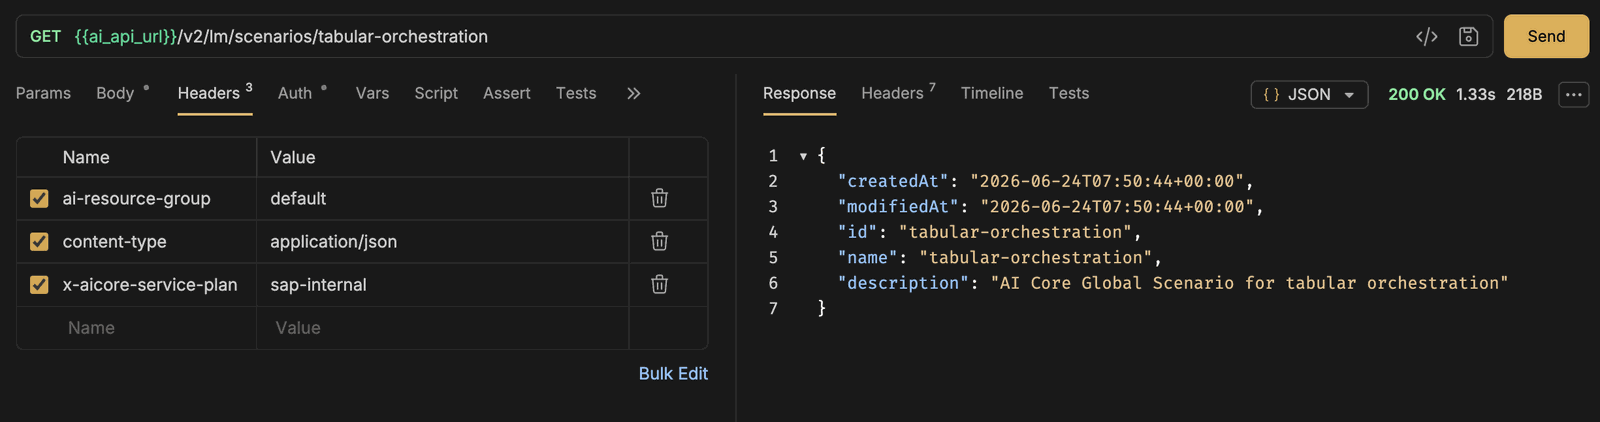 GET {{ai_api_url}}/v2/lm/scenarios/tabular-orchestration
</> Send
Params Body Headers 3 Auth Vars Script Assert Tests »
Name Value
ai-resource-group default
content-type application/json
x-aicore-service-plan sap-internal
Name Value
Bulk Edit
Response Headers 7 Timeline Tests
{ } JSON 200 OK 1.33s 218B ...
1 {
2 "createdAt": "2026-06-24T07:50:44+00:00",
3 "modifiedAt": "2026-06-24T07:50:44+00:00",
4 "id": "tabular-orchestration",
5 "name": "tabular-orchestration",
6 "description": "AI Core Global Scenario for tabular orchestration"
7 }